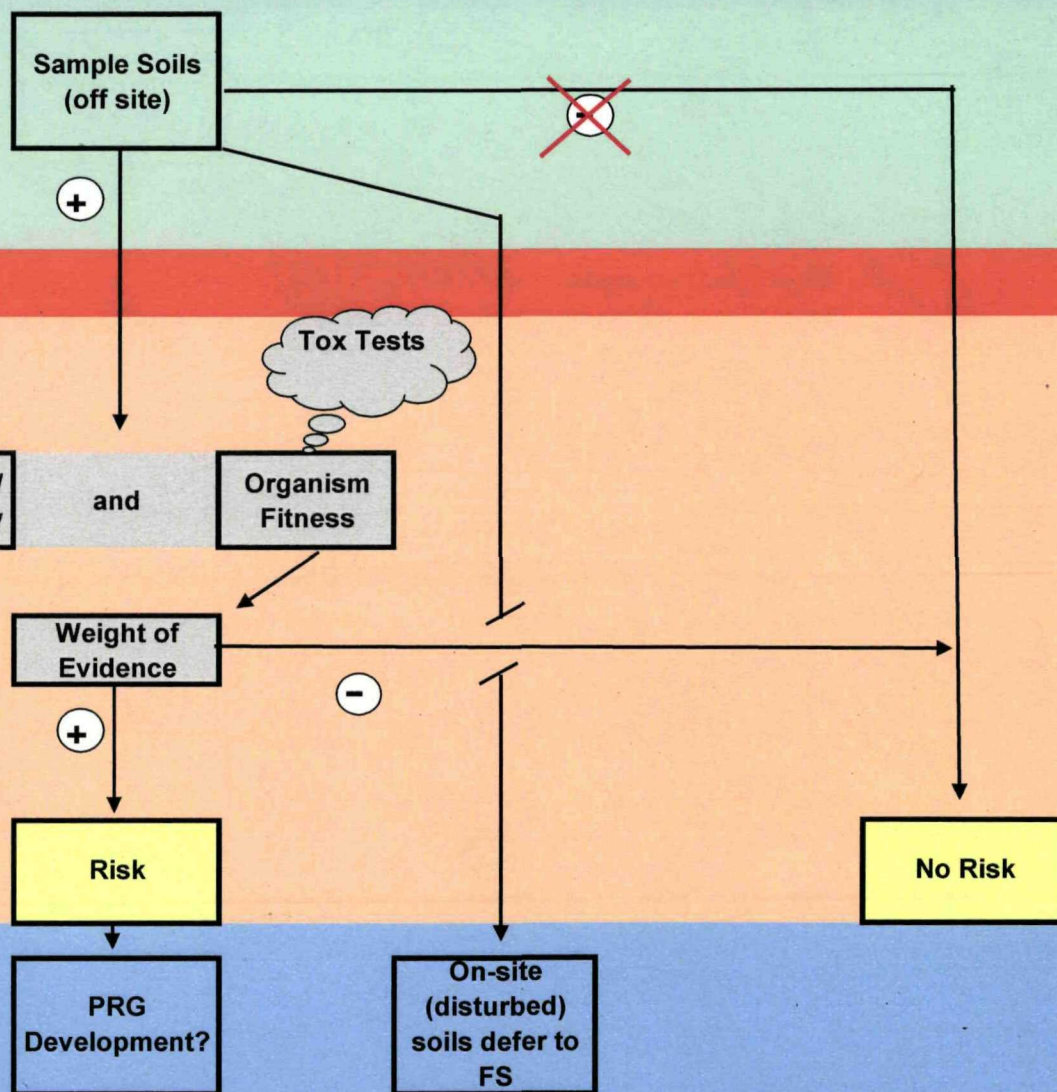 Sample Soils
(off site)
-
+
Tox Tests
/
and
Organism
Fitness
Weight of
Evidence
-
+
Risk
No Risk
PRG
Development?
On-site
(disturbed)
soils defer to
FS